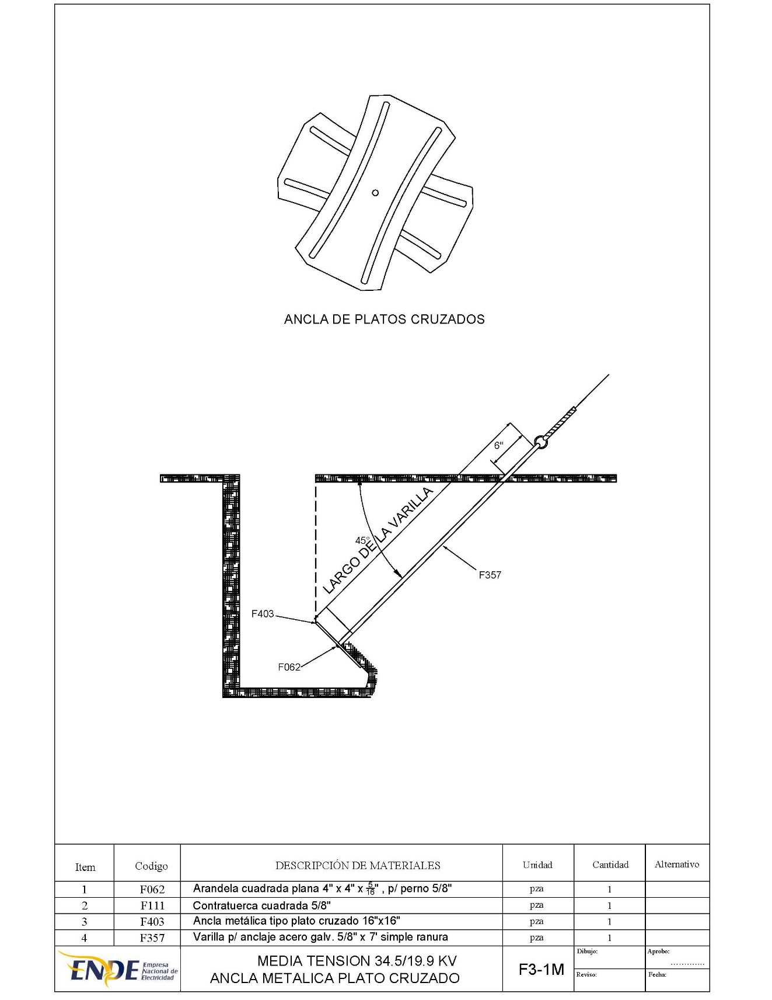 ANCLA DE PLATOS CRUZADOS
6"
LARGO DE LA VARILLA
45°
F357
F403
F062
Item Codigo DESCRIPCIÓN DE MATERIALES Unidad Cantidad Alternativo
1 F062 Arandela cuadrada plana 4" x 4" x 5/16" , p/ perno 5/8" pza 1
2 F111 Contratuerca cuadrada 5/8" pza 1
3 F403 Ancla metálica tipo plato cruzado 16"x16" pza 1
4 F357 Varilla p/ anclaje acero galv. 5/8" x 7' simple ranura pza 1
ENDE Empresa
Nacional de
Electricidad
MEDIA TENSION 34.5/19.9 KV
ANCLA METALICA PLATO CRUZADO
F3-1M
Dibujo: Aprobo:
.............
Reviso: Fecha: